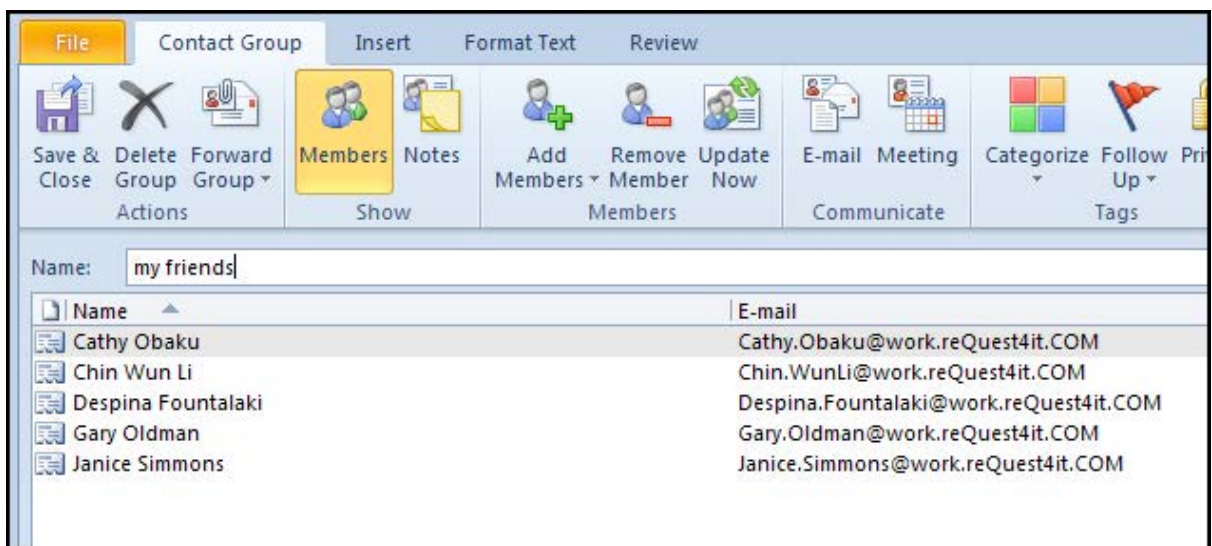 File Contact Group Insert Format Text Review
Save & Delete Forward Members Notes Add Remove Update E-mail Meeting Categorize Follow Pri
Close Group Group Members Member Now Up
Actions Show Members Communicate Tags
Name: my friends
Name E-mail
Cathy Obaku Cathy.Obaku@work.reQuest4it.COM
Chin Wun Li Chin.WunLi@work.reQuest4it.COM
Despina Fountalaki Despina.Fountalaki@work.reQuest4it.COM
Gary Oldman Gary.Oldman@work.reQuest4it.COM
Janice Simmons Janice.Simmons@work.reQuest4it.COM